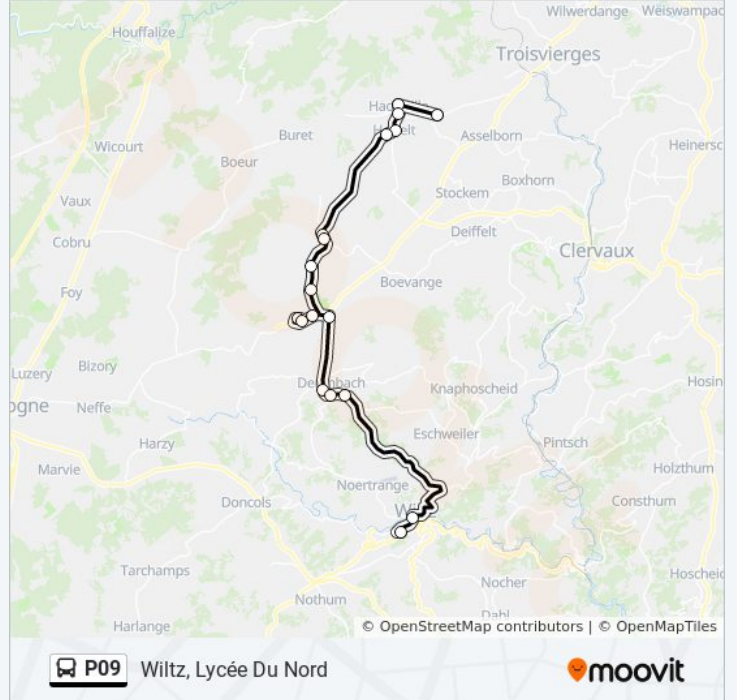 Wilwerdange
Weiswampac
Houffalize
Troisvierges
Buret
Asselborn
Heinersc
Wicourt
Boeur
Boxhorn
Stockem
Vaux
Deiffelt
Cobru
Clervaux
Boevange
Foy
Bizory
Luzery
Hosin
Knaphoscheid
ogne
Neffe
Eschweiler
Harzy
Pintsch
Marvie
Holzthum
Noertrange
Doncols
Consthum
Tarchamps
Hoscheid
Nocher
Nothum
Dahl
Harlange
© OpenStreetMap contributors | © OpenMapTiles
P09 Wiltz, Lycée Du Nord
moovit